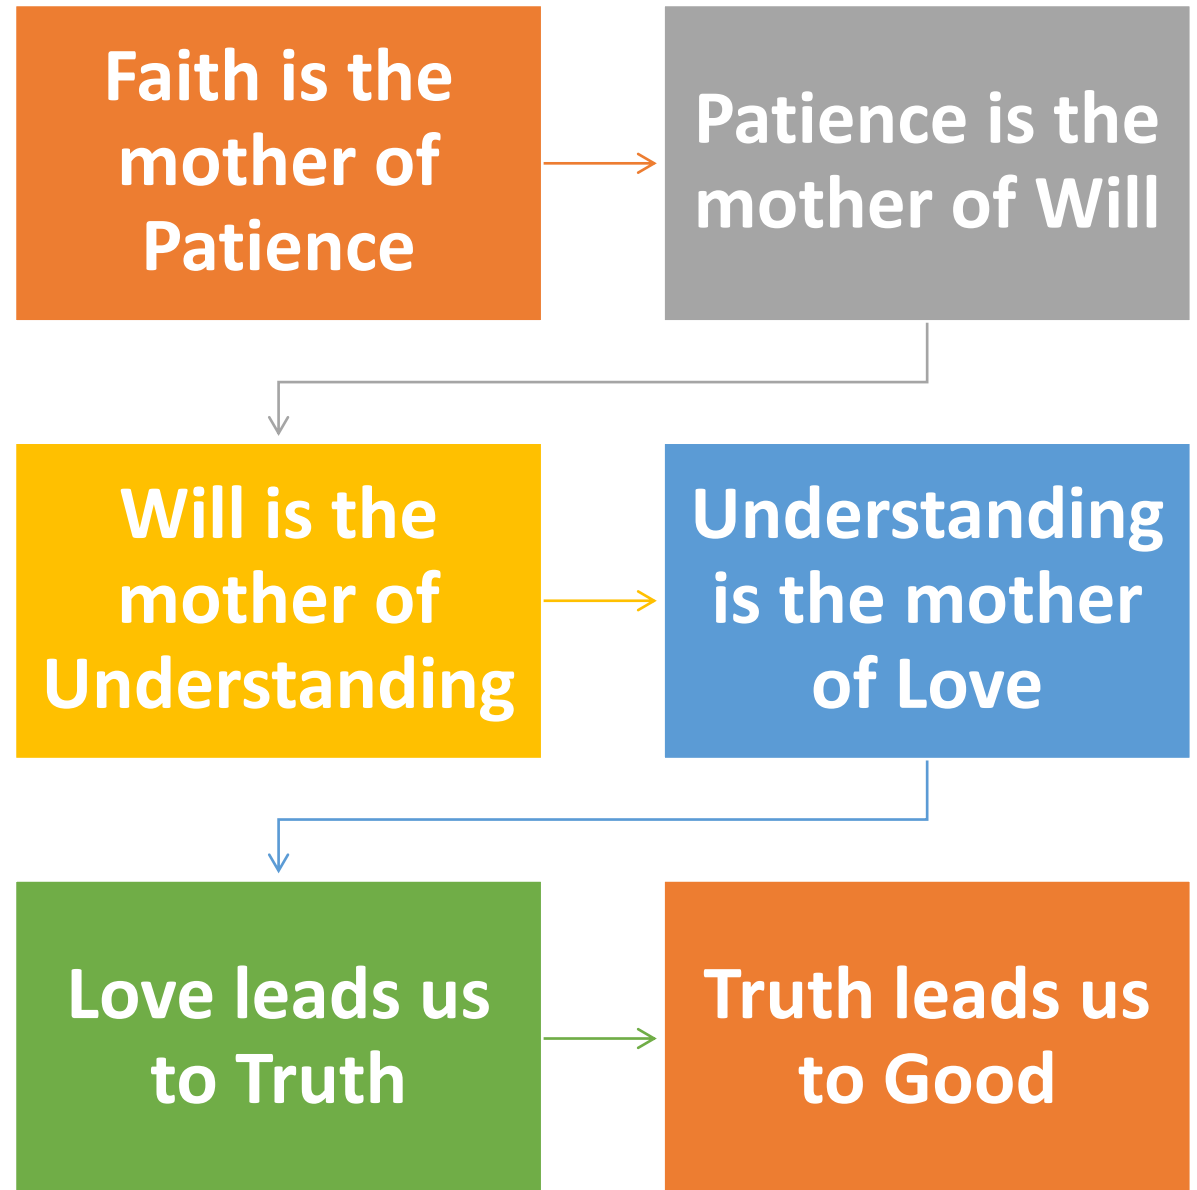 Faith is the
mother of
Patience
Patience is the
mother of Will
Will is the
mother of
Understanding
Understanding
is the mother
of Love
Love leads us
to Truth
Truth leads us
to Good